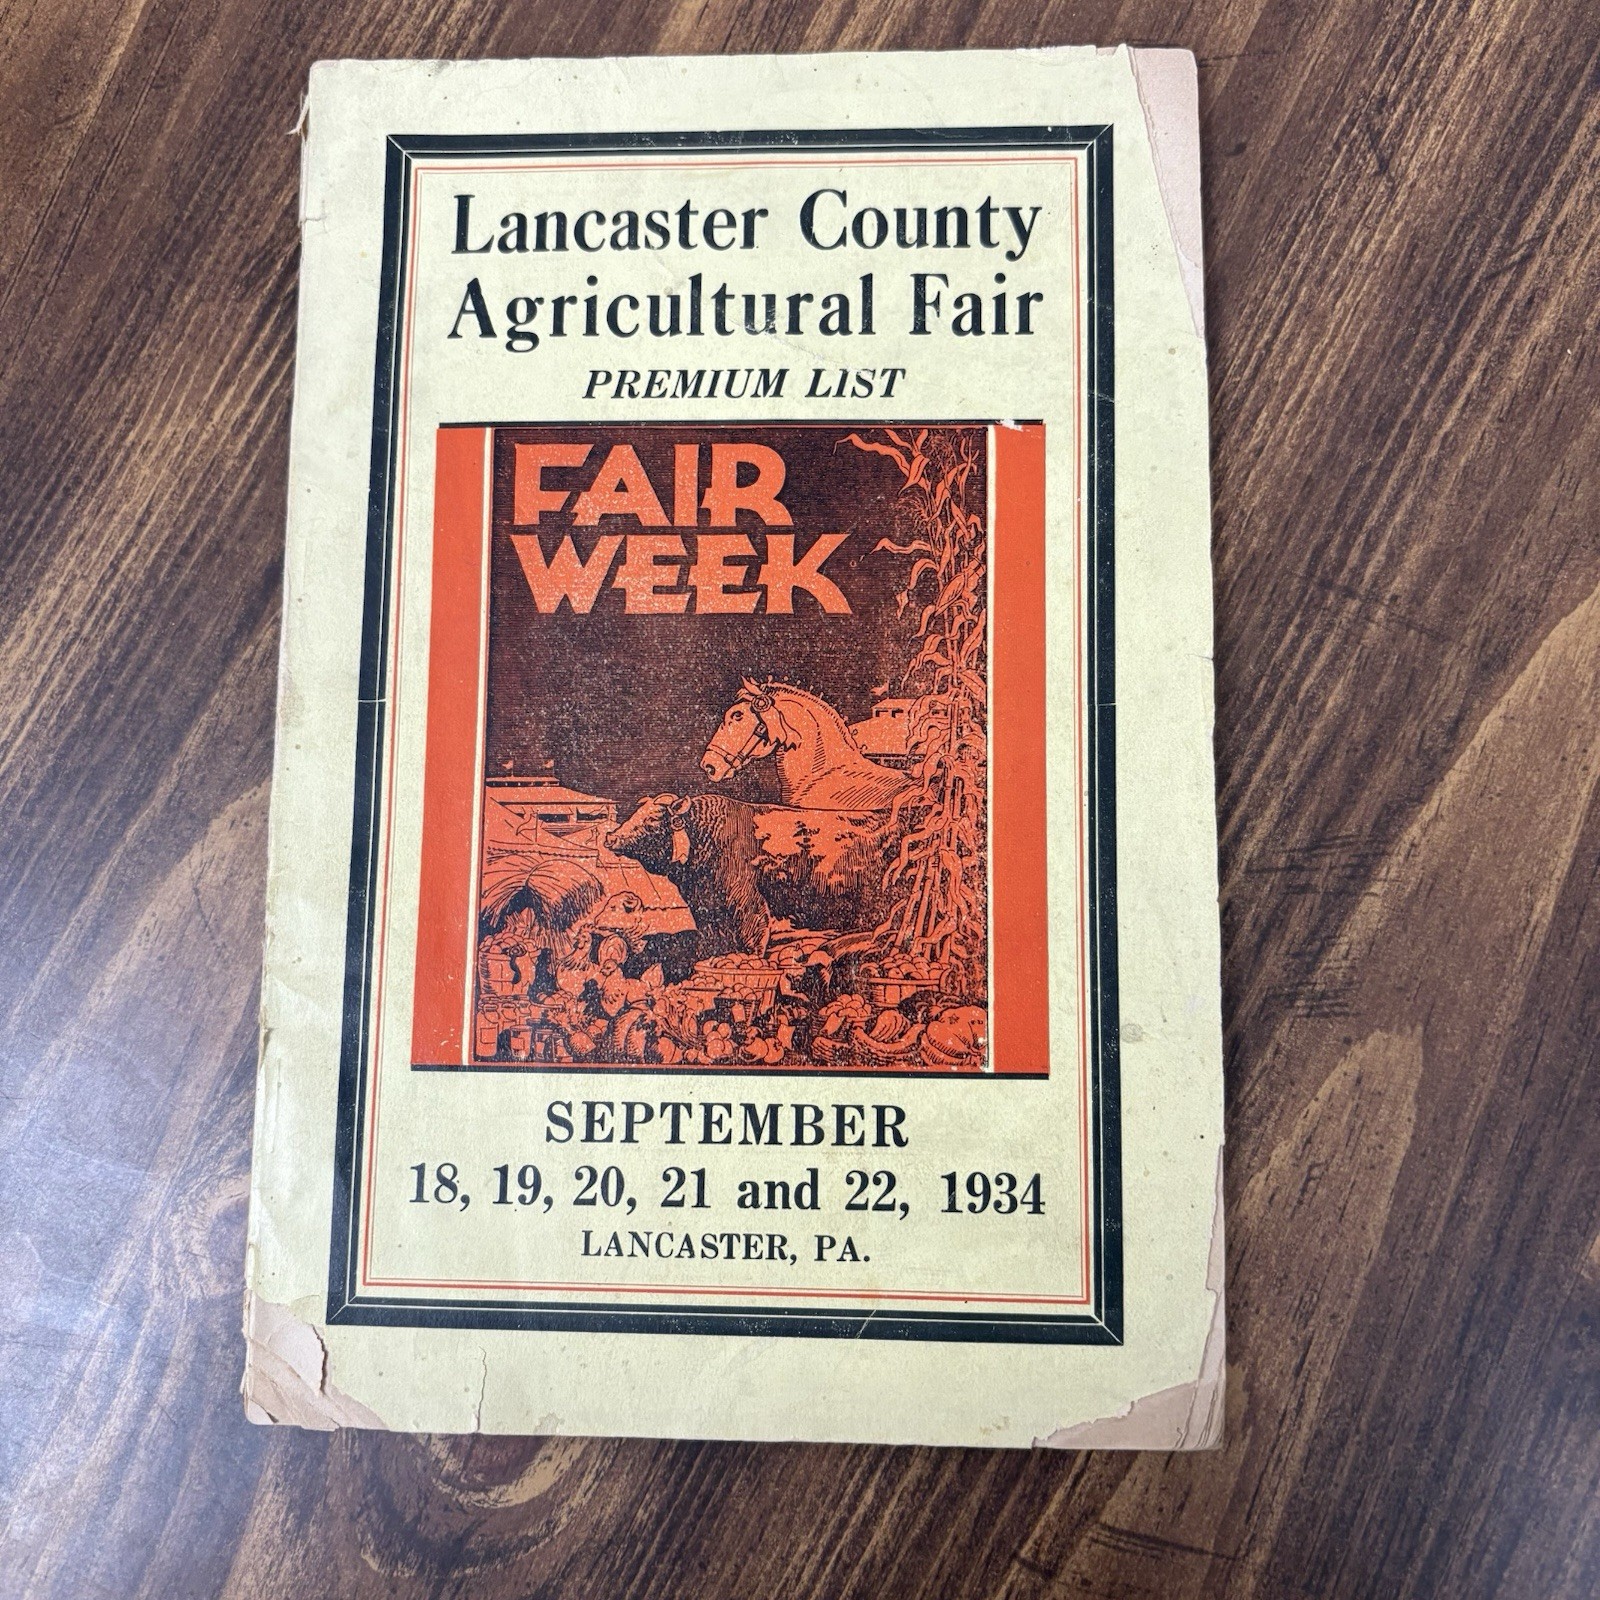 Lancaster County
Agricultural Fair
PREMIUM LIST
FAIR
WEEK
SEPTEMBER
18, 19, 20, 21 and 22, 1934
LANCASTER, PA.